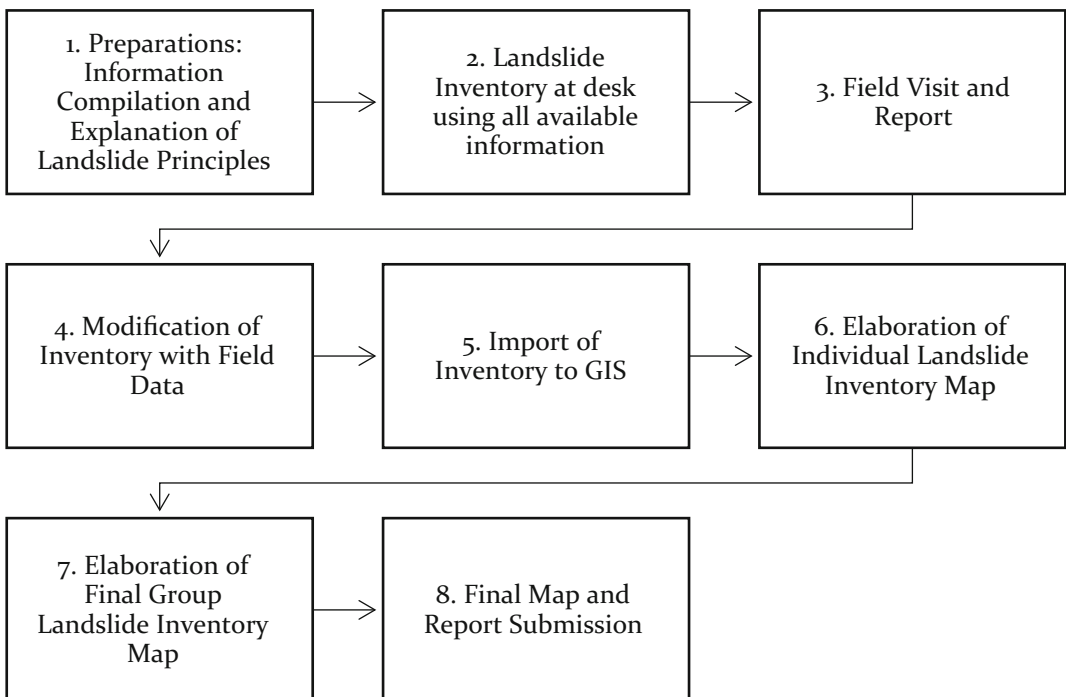 1. Preparations:
Information
Compilation and
Explanation of
Landslide Principles
2. Landslide
Inventory at desk
using all available
information
3. Field Visit and
Report
4. Modification of
Inventory with Field
Data
5. Import of
Inventory to GIS
6. Elaboration of
Individual Landslide
Inventory Map
7. Elaboration of
Final Group
Landslide Inventory
Map
8. Final Map and
Report Submission